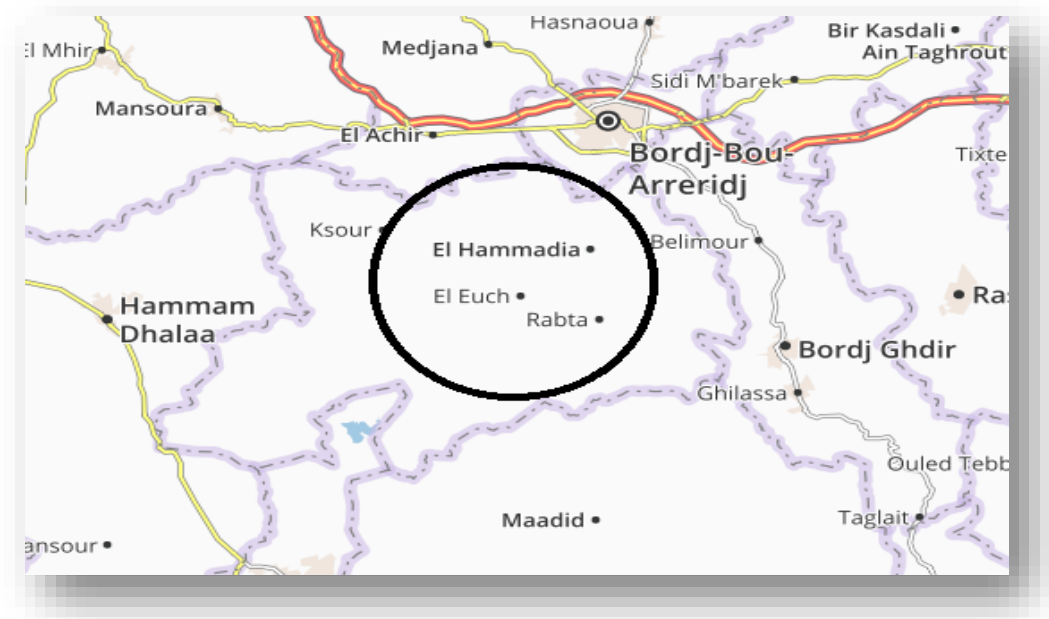 Hasnaoua
Bir Kasdali
Medjana
El Mhir
Ain Taghrout
Sidi M'barek
Mansoura
El Achir
Bordj-Bou-
Arreridj
Tixte
Ksour
El Hammadia
Belimour
El Euch
Ra
Hammam
Dhalaa
Rabta
Bordj Ghdir
Ghilassa
Ouled Tebb
Maadid
Taglait
ansour